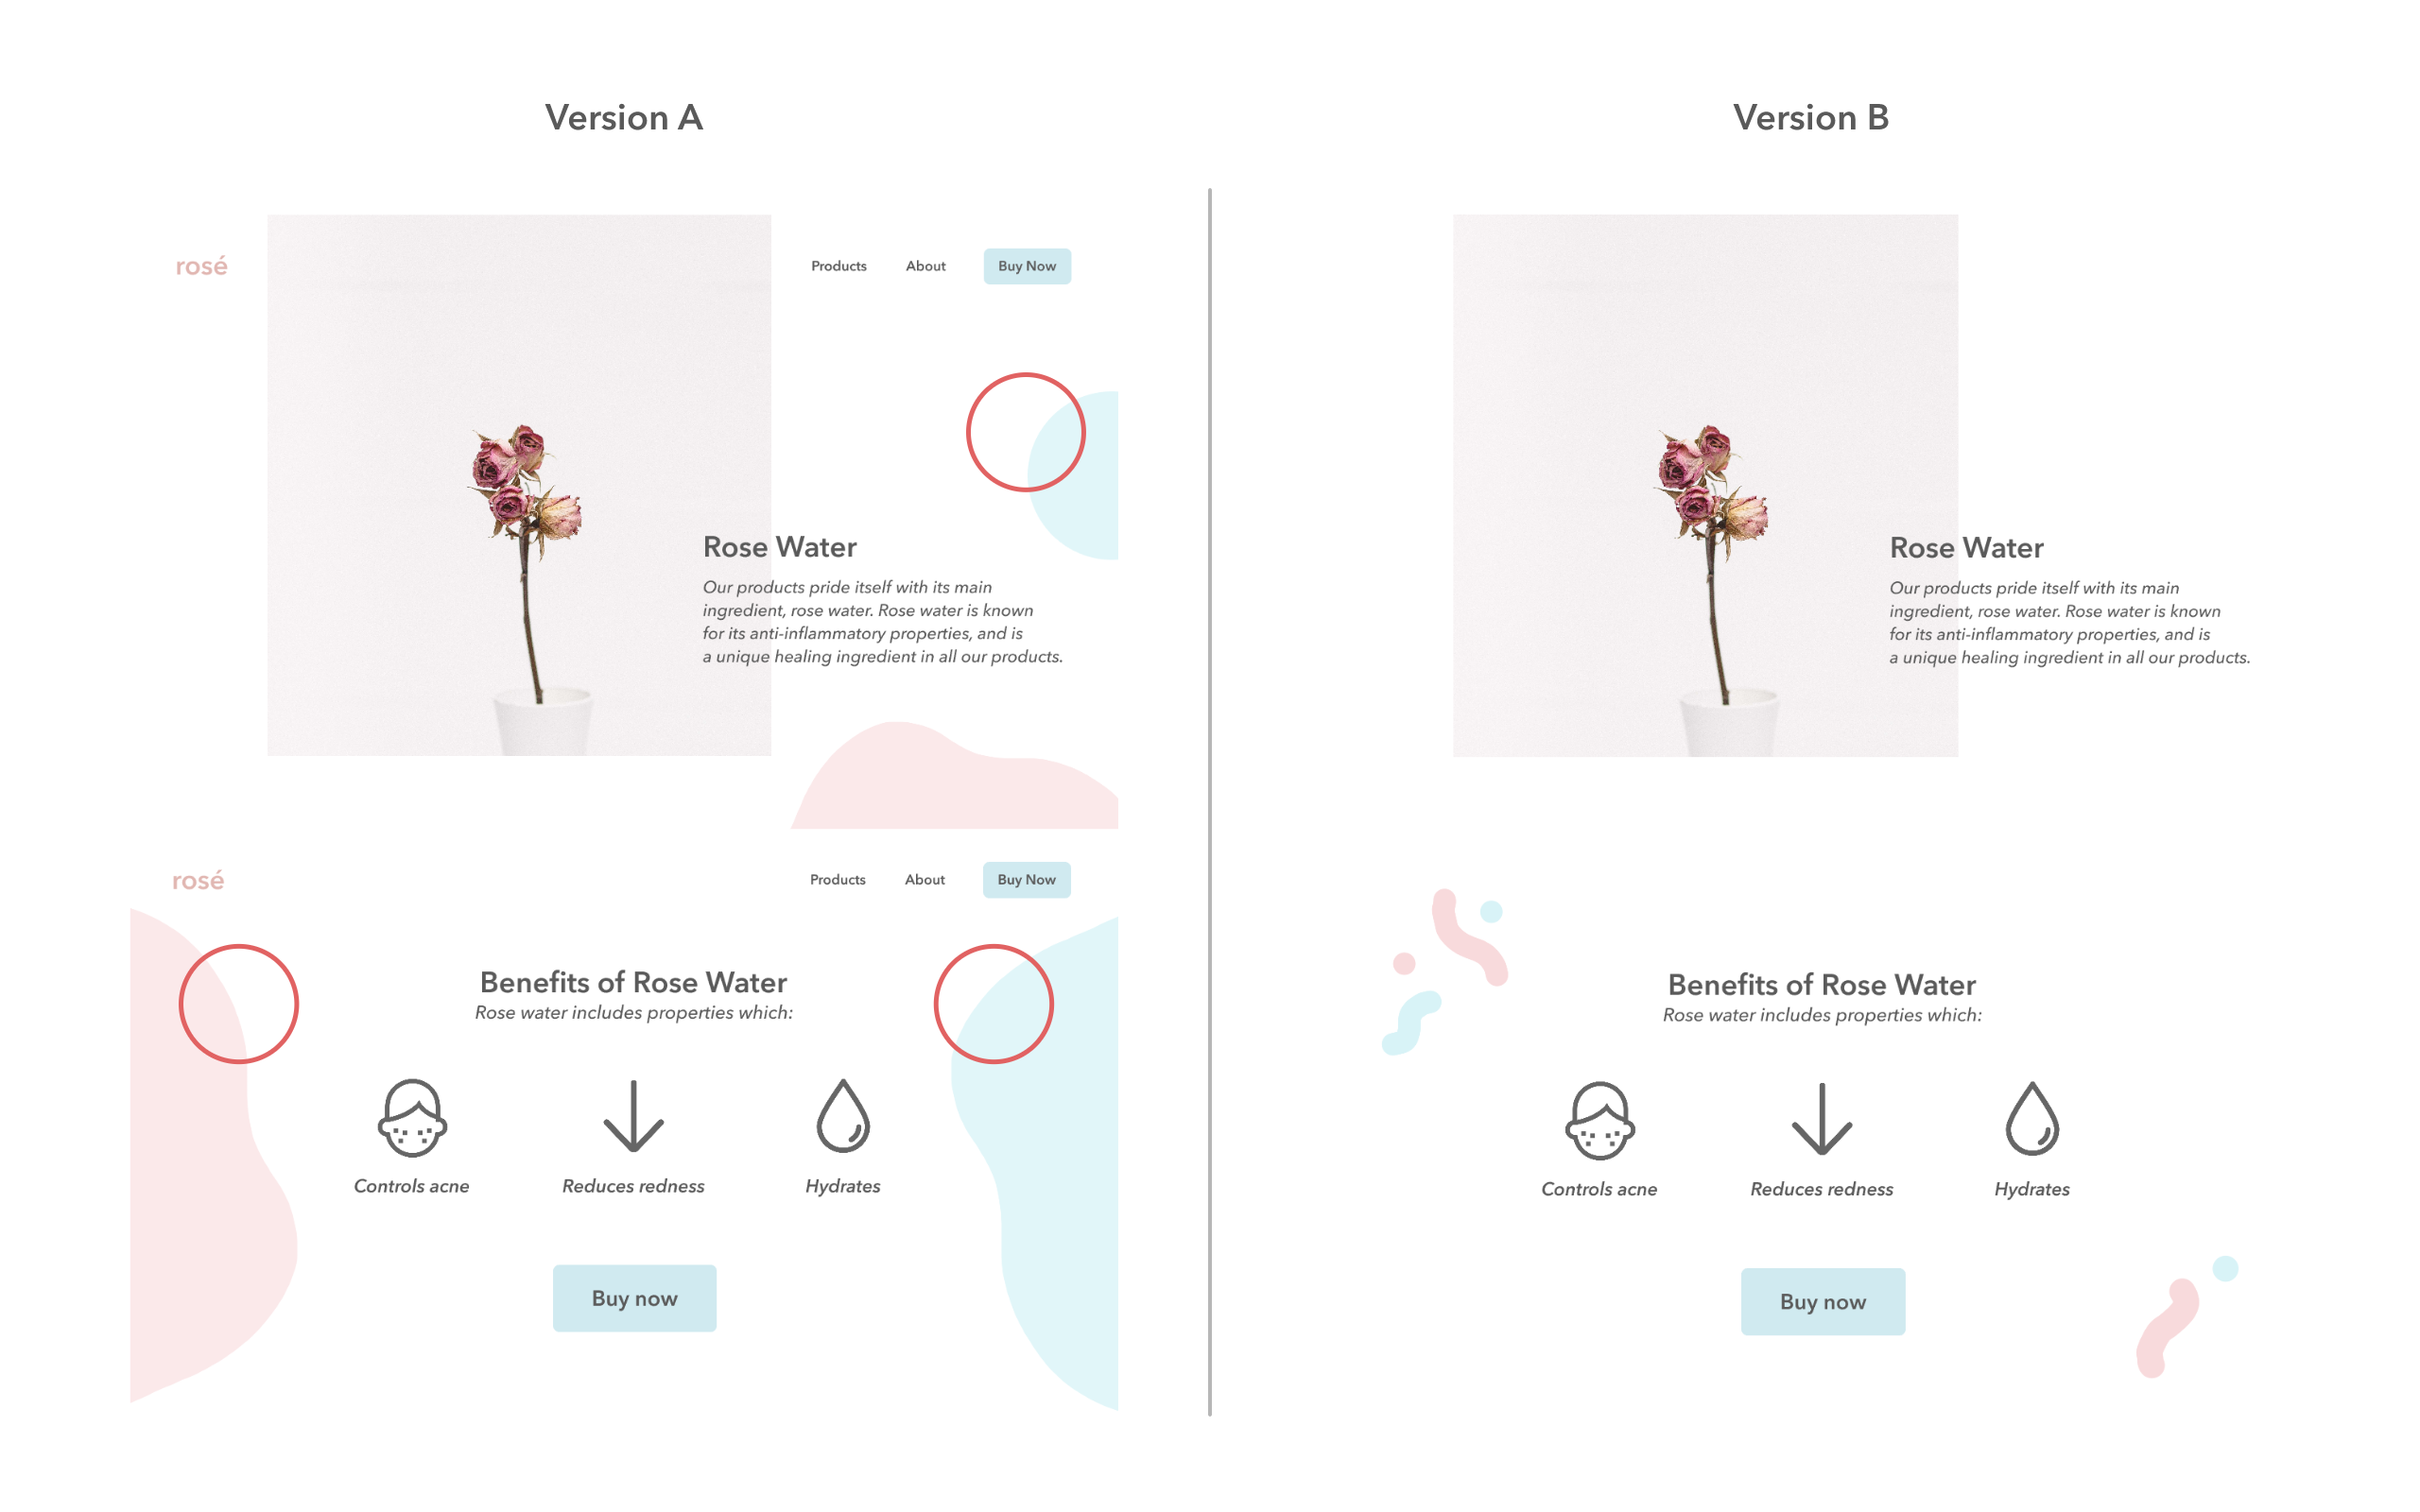 Version A
rosé
Products
About
Buy Now
Rose Water
Our products pride itself with its main
ingredient, rose water. Rose water is known
for its anti-inflammatory properties, and is
a unique healing ingredient in all our products.
rosé
Products
About
Buy Now
Benefits of Rose Water
Rose water includes properties which:
Controls acne
Reduces redness
Hydrates
Buy now
Version B
Rose Water
Our products pride itself with its main
ingredient, rose water. Rose water is known
for its anti-inflammatory properties, and is
a unique healing ingredient in all our products.
Benefits of Rose Water
Rose water includes properties which:
Controls acne
Reduces redness
Hydrates
Buy now